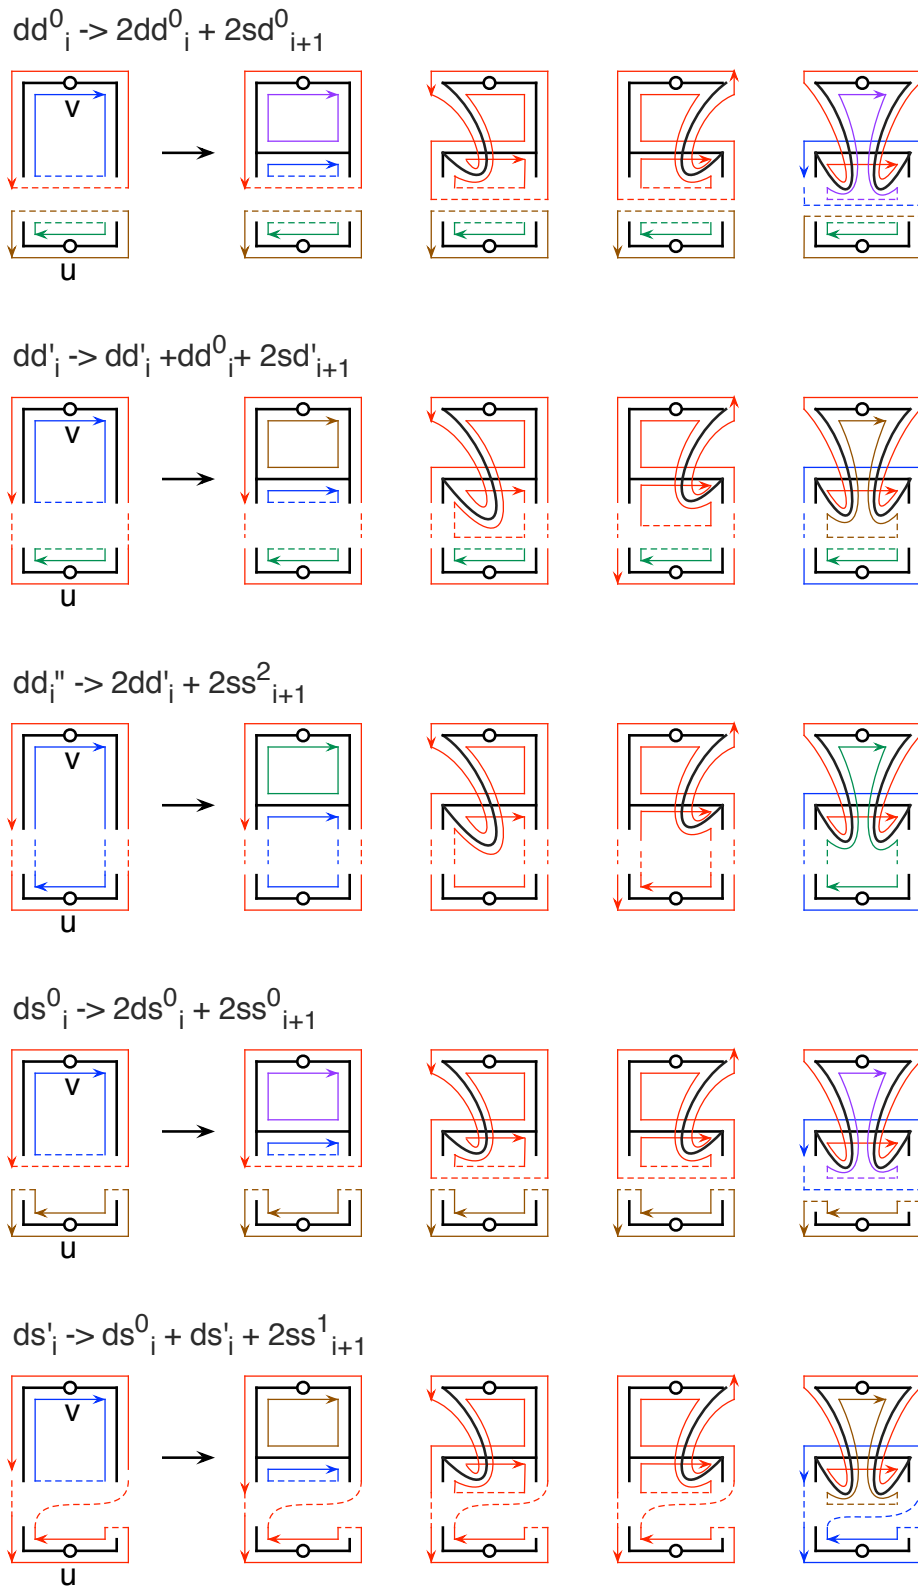 dd⁰ᵢ -> 2dd⁰ᵢ + 2sd⁰ᵢ₊₁
v
u
dd'ᵢ -> dd'ᵢ +dd⁰ᵢ+ 2sd'ᵢ₊₁
v
u
ddᵢ" -> 2dd'ᵢ + 2ss²ᵢ₊₁
v
u
ds⁰ᵢ -> 2ds⁰ᵢ + 2ss⁰ᵢ₊₁
v
u
ds'ᵢ -> ds⁰ᵢ + ds'ᵢ + 2ss¹ᵢ₊₁
v
u